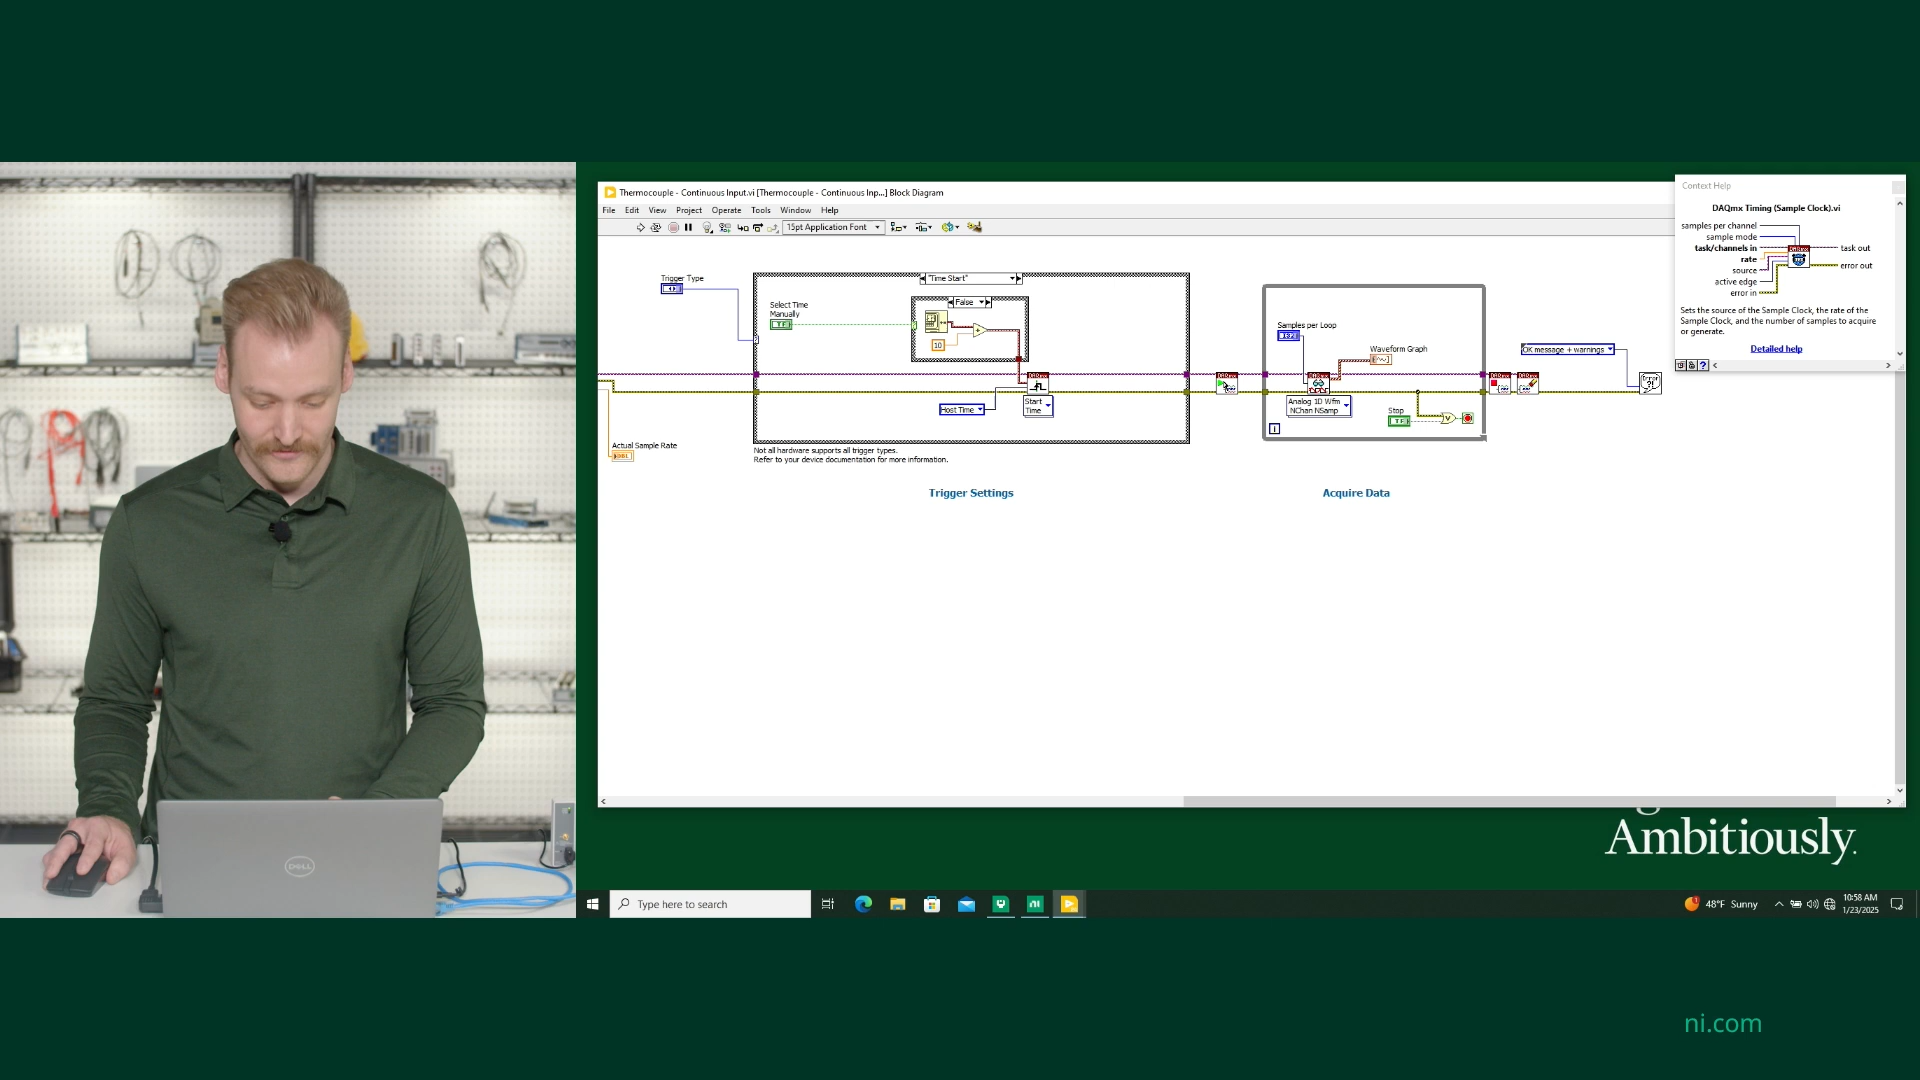 Thermocouple - Continuous Input.vi [Thermocouple - Continuous Inp...] Block Diagram
File Edit View Project Operate Tools Window Help
15pt Application Font
Trigger Type
"Time Start"
Select Time
Manually
TF
False
10
Host Time
Start
Time
Actual Sample Rate
DBL
Not all hardware supports all trigger types.
Refer to your device documentation for more information.
Trigger Settings
Samples per Loop
Waveform Graph
Analog 1D Wfm
NChan NSamp
Stop
TF
i
Acquire Data
OK message + warnings
Context Help
DAQmx Timing (Sample Clock).vi
samples per channel
sample mode
task/channels in
rate
source
active edge
error in
task out
error out
Sets the source of the Sample Clock, the rate of the
Sample Clock, and the number of samples to acquire
or generate.
Detailed help
Ambitiously.
DELL
Type here to search
48°F Sunny
10:58 AM
1/23/2025
ni.com